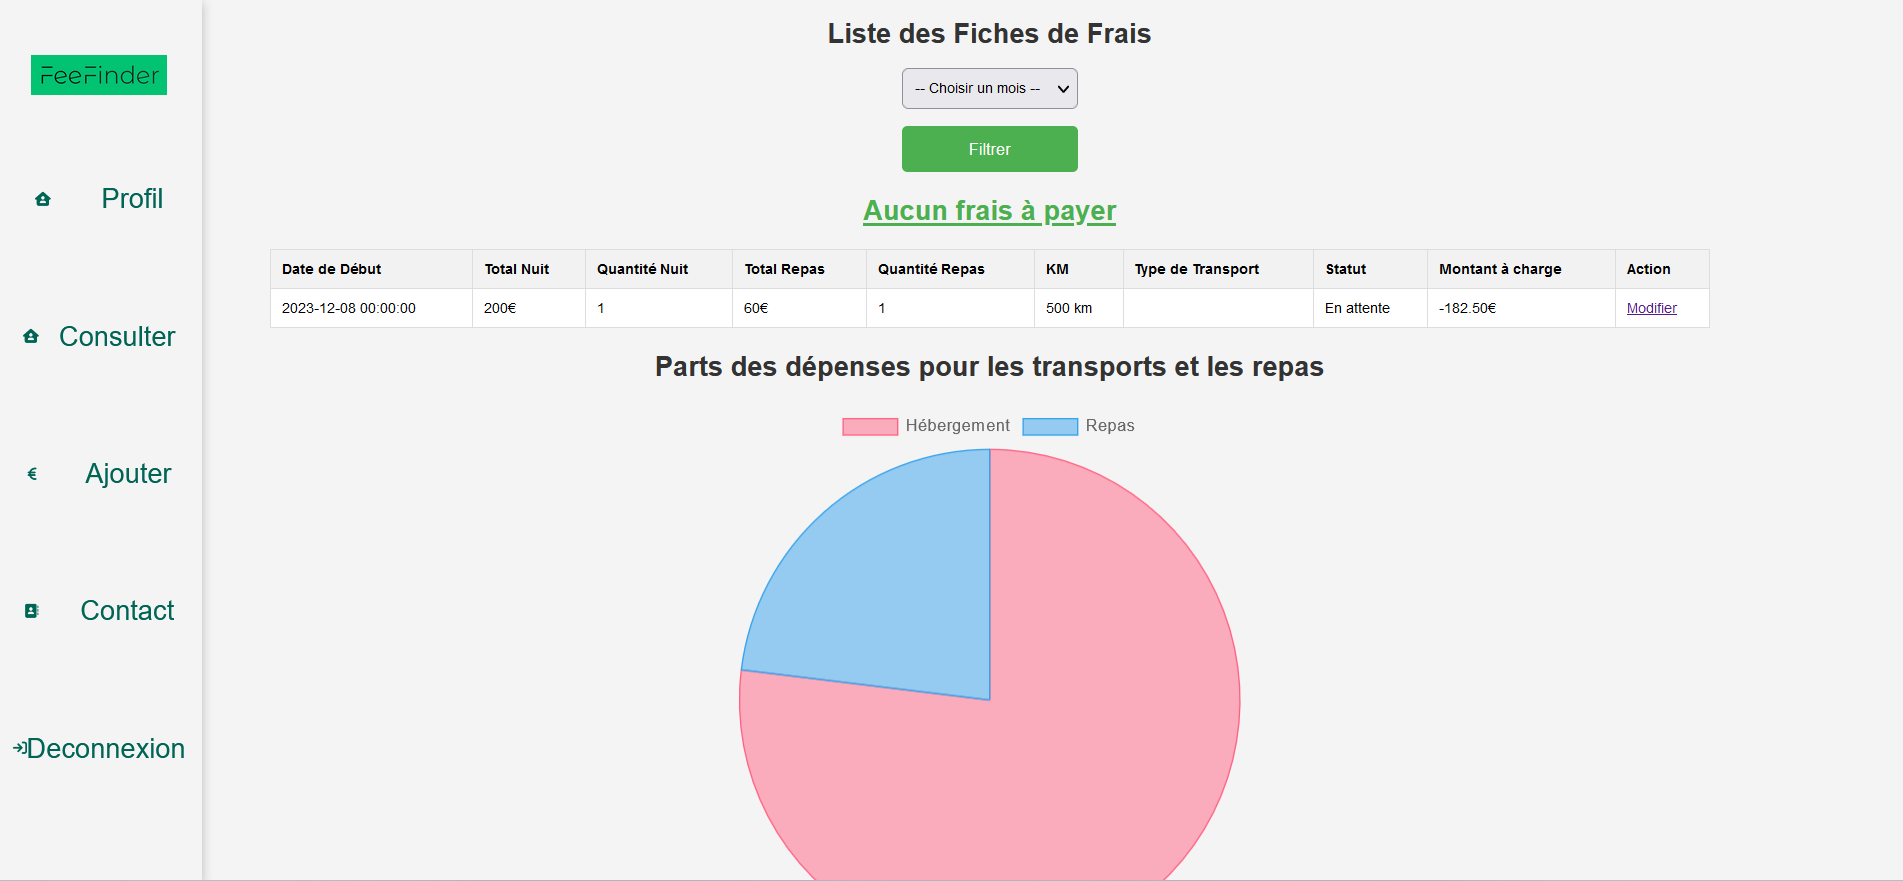 FeeFinder
Profil
Consulter
Ajouter
Contact
Deconnexion
Liste des Fiches de Frais
-- Choisir un mois --
Filtrer
Aucun frais à payer
Date de Début Total Nuit Quantité Nuit Total Repas Quantité Repas KM Type de Transport Statut Montant à charge Action
2023-12-08 00:00:00 200€ 1 60€ 1 500 km En attente -182.50€ Modifier
Parts des dépenses pour les transports et les repas
Hébergement Repas